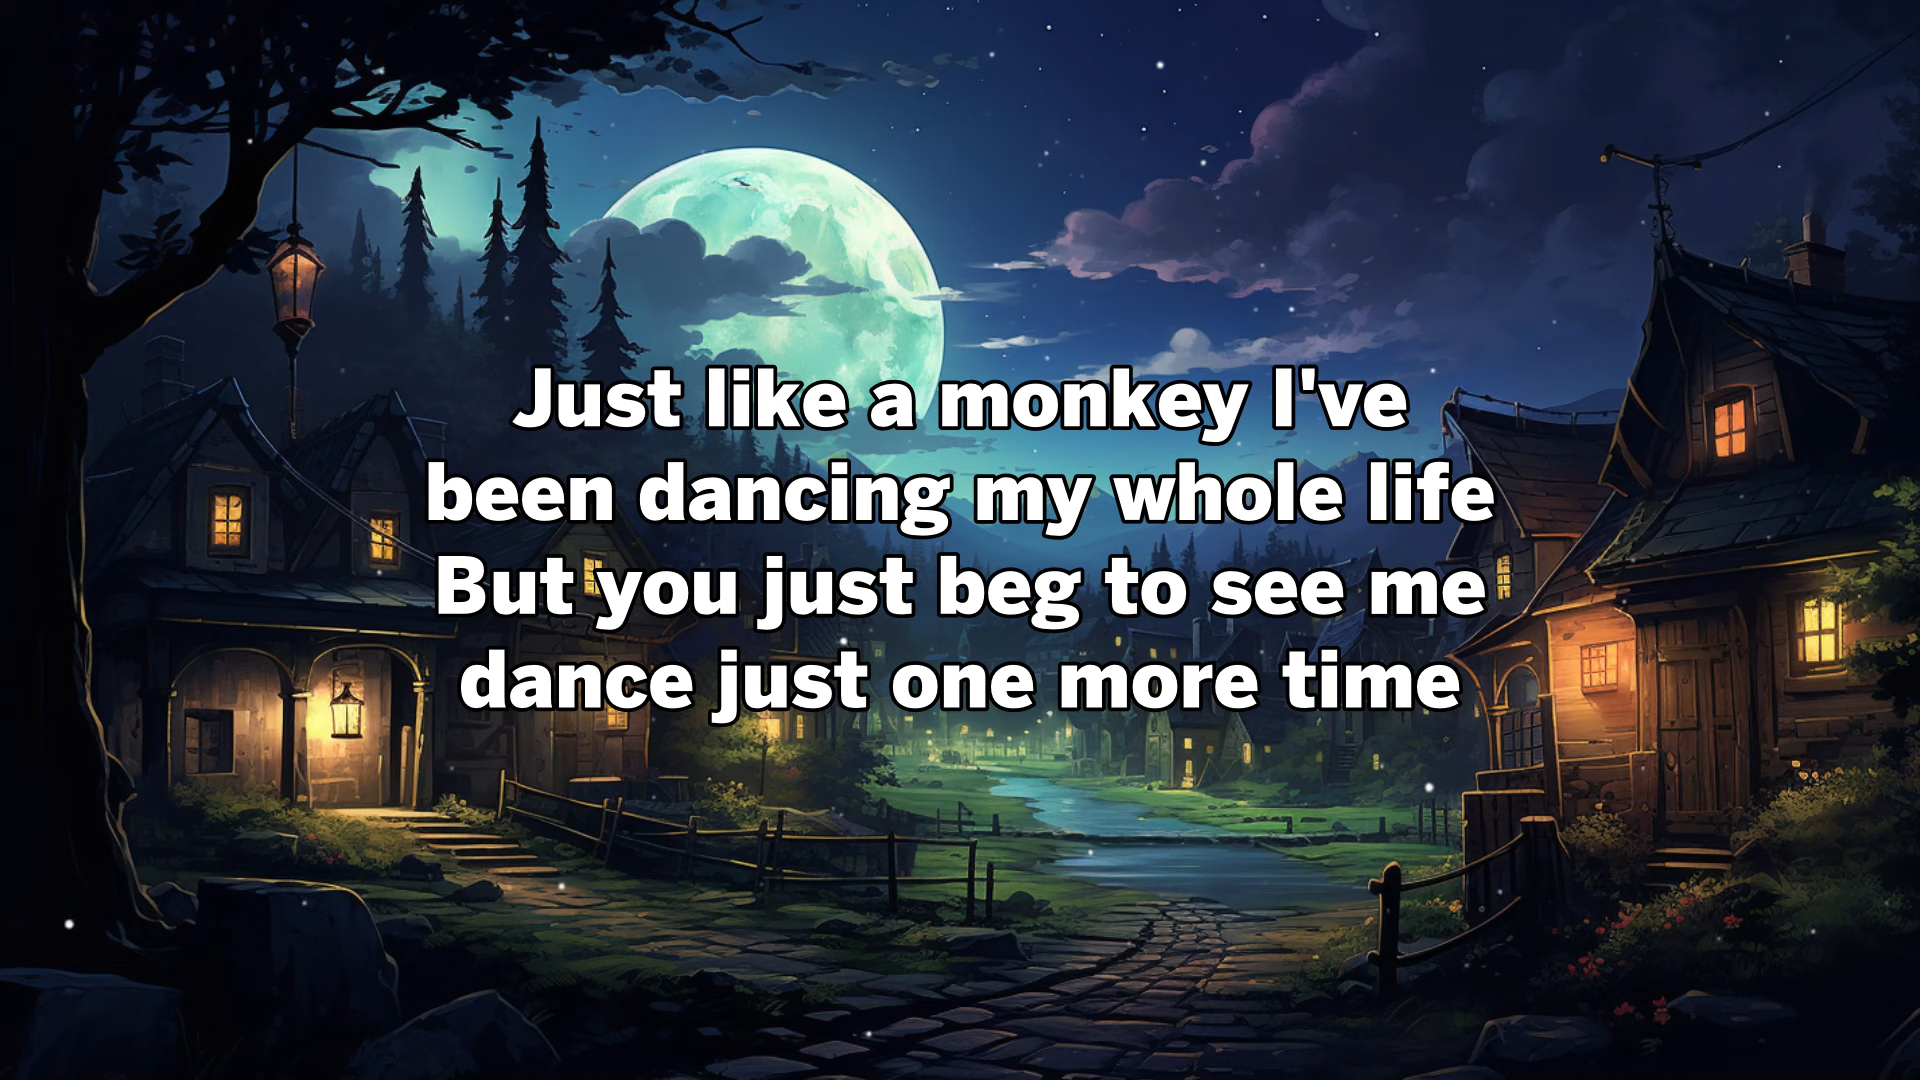 Just like a monkey I've
been dancing my whole life
But you just beg to see me
dance just one more time